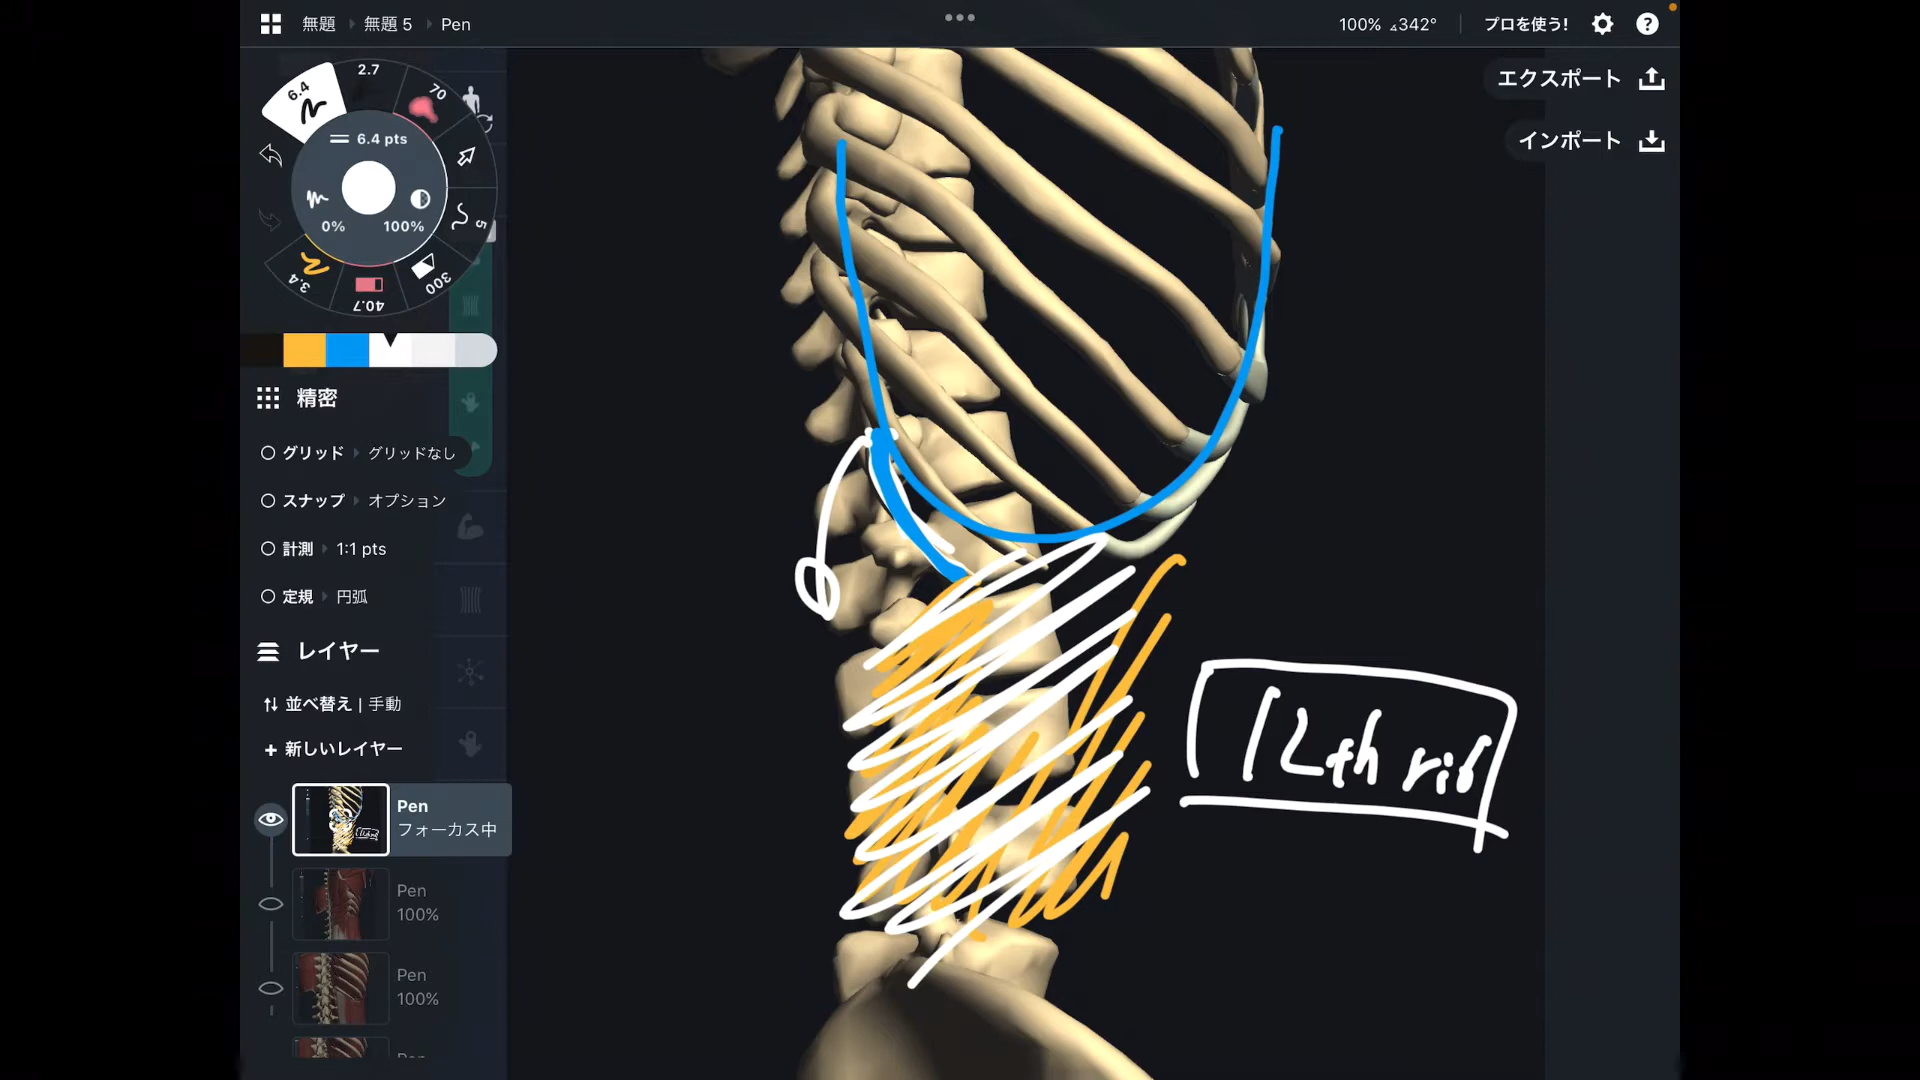 無題 無題 5 Pen
100% ⊿342°
プロを使う!
エクスポート
インポート
2.7
6.4
70
6.4 pts
0% 100%
5
3.4
40.7
300
精密
グリッド グリッドなし
スナップ オプション
計測 1:1 pts
定規 円弧
レイヤー
並べ替え | 手動
+ 新しいレイヤー
Pen
フォーカス中
Pen
100%
Pen
100%
12th rib